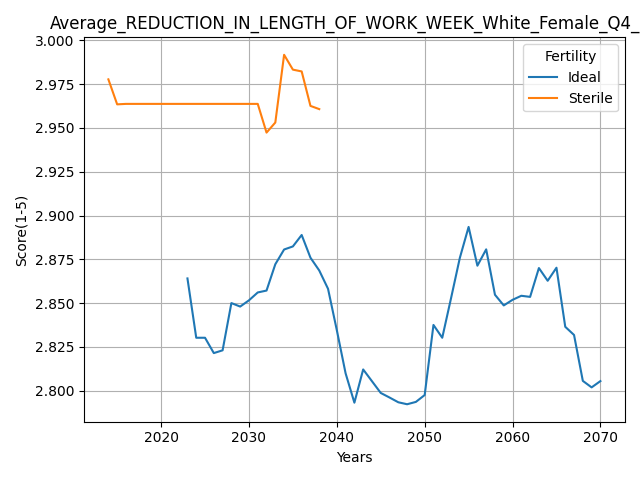 Average_REDUCTION_IN_LENGTH_OF_WORK_WEEK_White_Female_Q4_
3.000
2.975
2.950
2.925
2.900
2.875
2.850
2.825
2.800
Score(1-5)
Fertility
Ideal
Sterile
2020 2030 2040 2050 2060 2070
Years